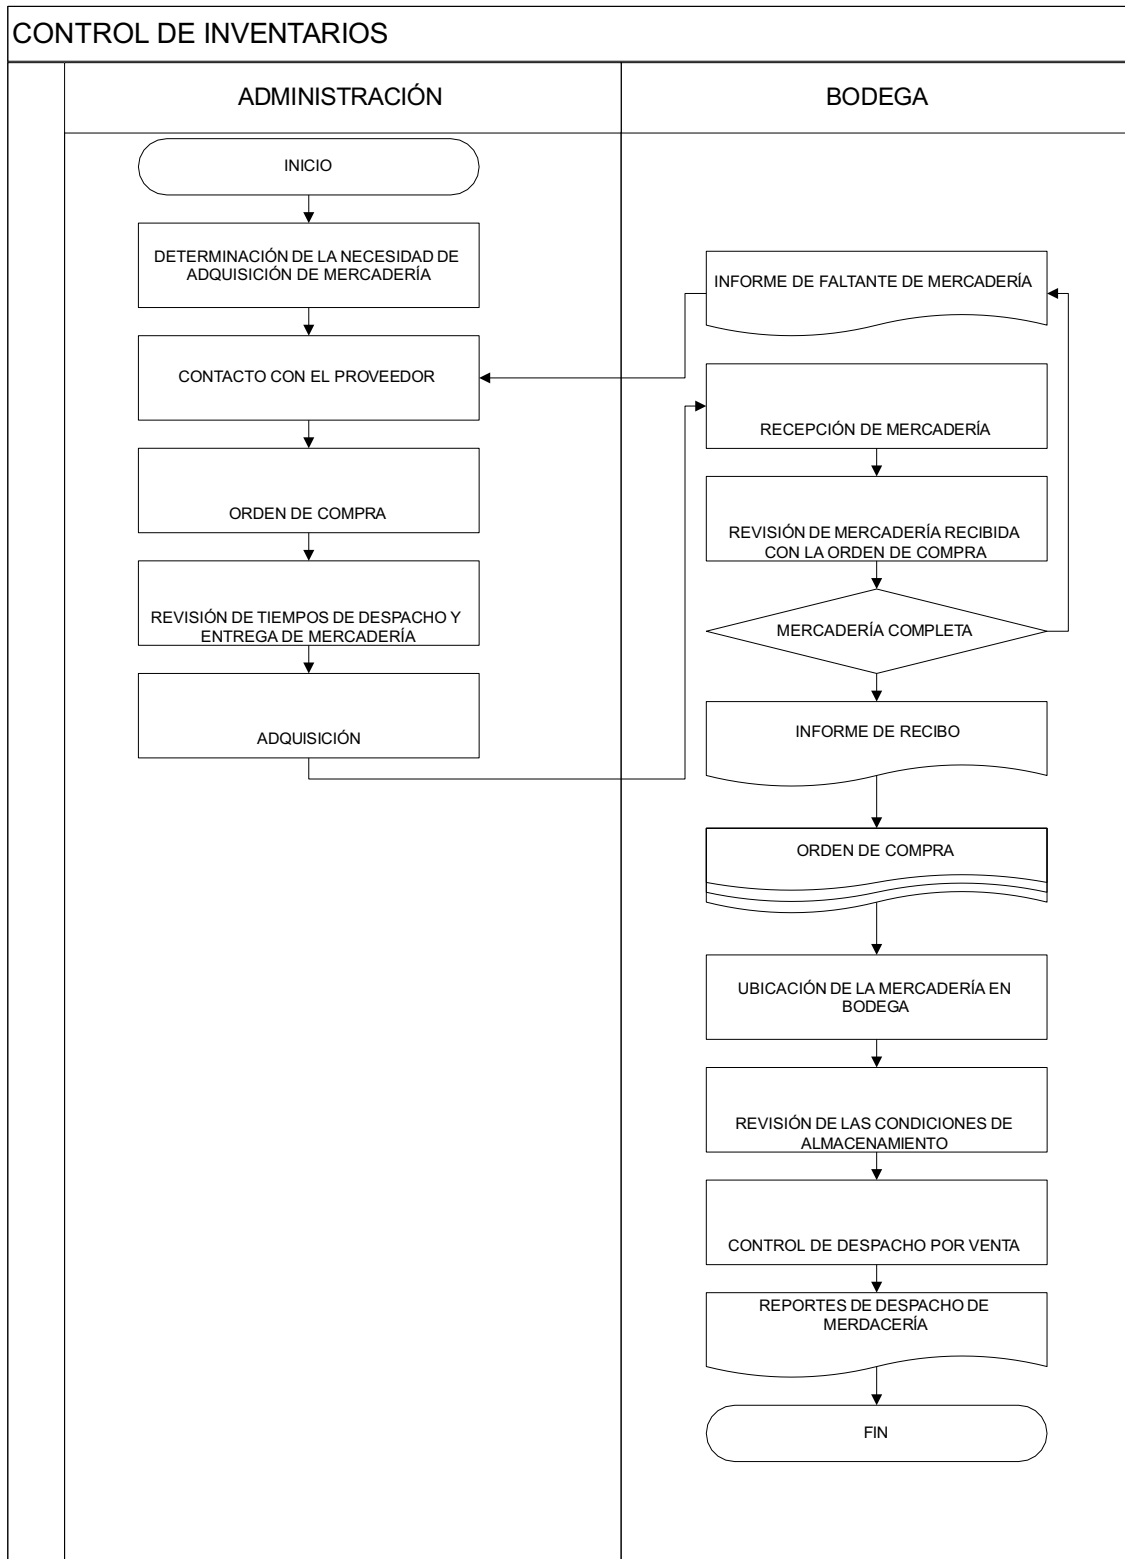 CONTROL DE INVENTARIOS
ADMINISTRACIÓN
BODEGA
INICIO
DETERMINACIÓN DE LA NECESIDAD DE
ADQUISICIÓN DE MERCADERÍA
CONTACTO CON EL PROVEEDOR
ORDEN DE COMPRA
REVISIÓN DE TIEMPOS DE DESPACHO Y
ENTREGA DE MERCADERÍA
ADQUISICIÓN
INFORME DE FALTANTE DE MERCADERÍA
RECEPCIÓN DE MERCADERÍA
REVISIÓN DE MERCADERÍA RECIBIDA
CON LA ORDEN DE COMPRA
MERCADERÍA COMPLETA
INFORME DE RECIBO
ORDEN DE COMPRA
UBICACIÓN DE LA MERCADERÍA EN
BODEGA
REVISIÓN DE LAS CONDICIONES DE
ALMACENAMIENTO
CONTROL DE DESPACHO POR VENTA
REPORTES DE DESPACHO DE
MERDACERÍA
FIN